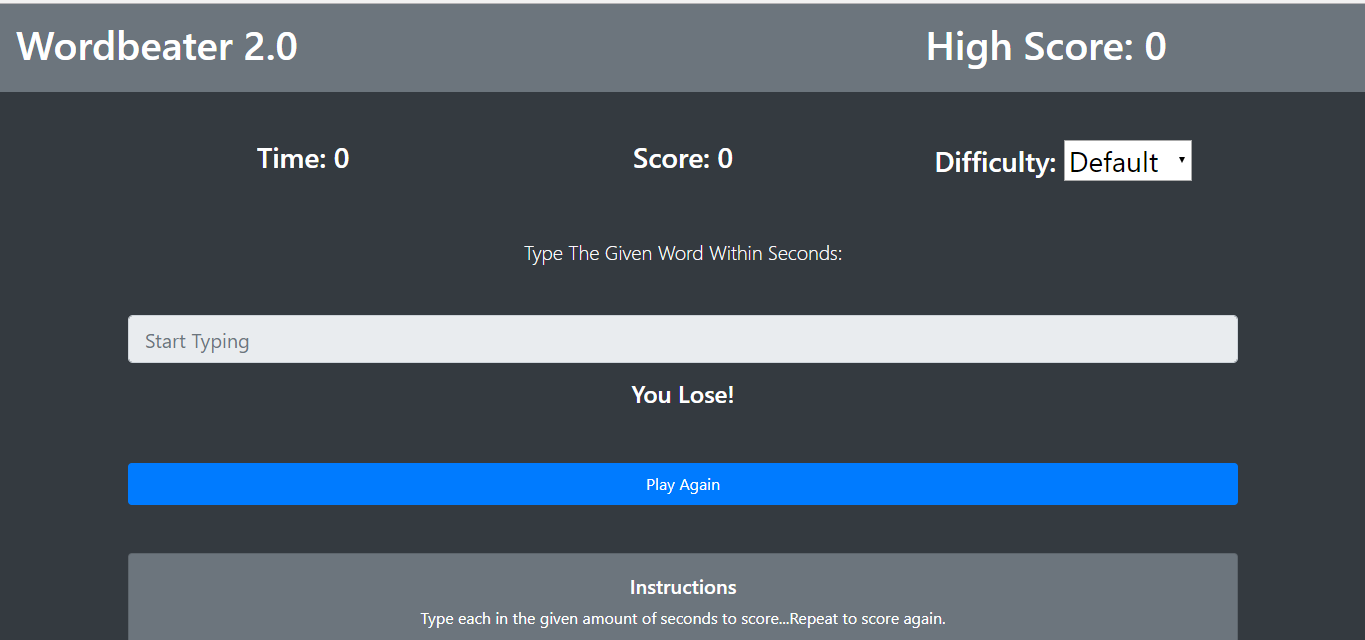 Wordbeater 2.0 High Score: 0
Time: 0 Score: 0 Difficulty: Default
Type The Given Word Within Seconds:
Start Typing
You Lose!
Play Again
Instructions
Type each in the given amount of seconds to score...Repeat to score again.